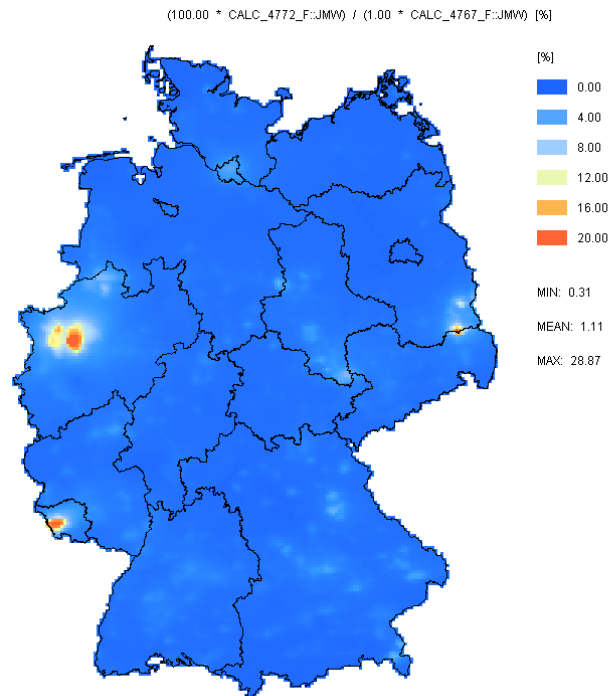 (100.00 * CALC_4772_F::JMW) / (1.00 * CALC_4767_F::JMW) [%]
[%]
0.00
4.00
8.00
12.00
16.00
20.00
MIN: 0.31
MEAN: 1.11
MAX: 28.87